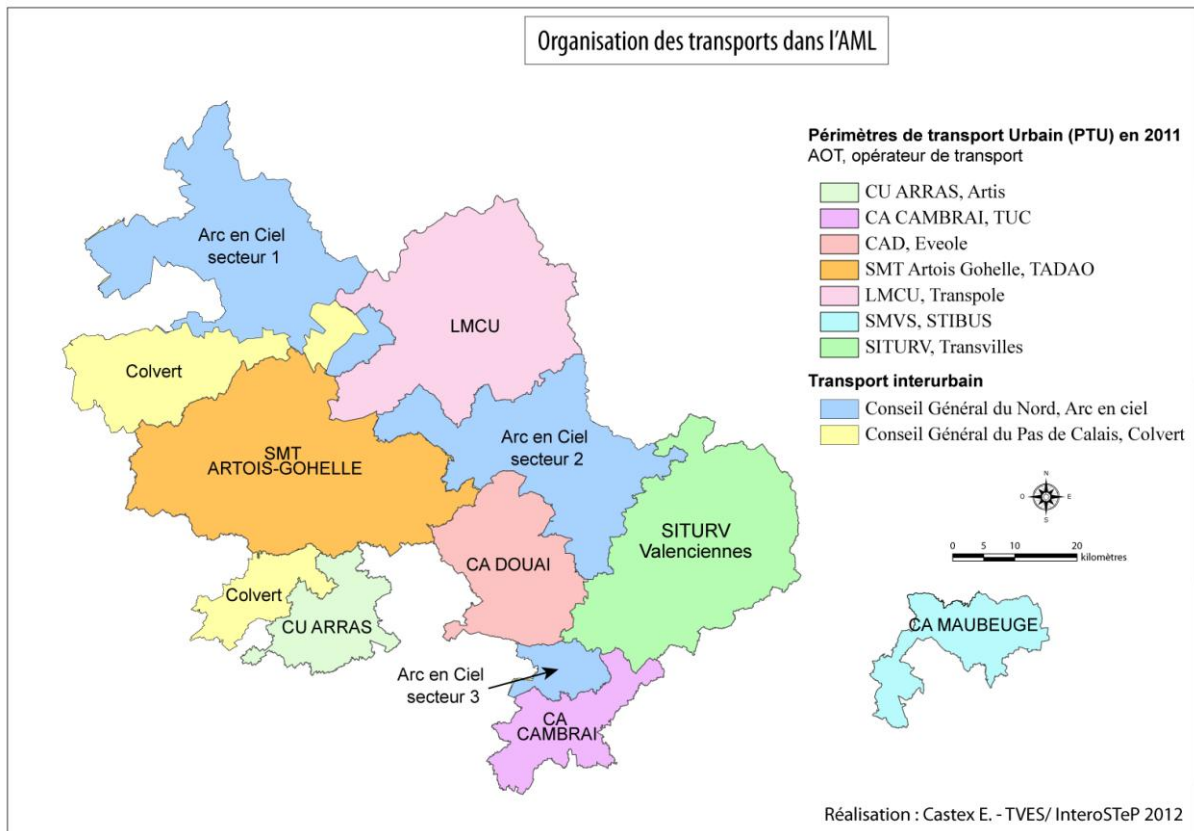 Organisation des transports dans l'AML
Périmètres de transport Urbain (PTU) en 2011
AOT, opérateur de transport
CU ARRAS, Artis
CA CAMBRAI, TUC
CAD, Eveole
SMT Artois Gohelle, TADAO
LMCU, Transpole
SMVS, STIBUS
SITURV, Transvilles
Transport interurbain
Conseil Général du Nord, Arc en ciel
Conseil Général du Pas de Calais, Colvert
Arc en Ciel
secteur 1
LMCU
Colvert
SMT
ARTOIS-GOHELLE
Arc en Ciel
secteur 2
SITURV
Valenciennes
CA DOUAI
Colvert
CU ARRAS
Arc en Ciel
secteur 3
CA
CAMBRAI
CA MAUBEUGE
N
O
E
S
0 5 10 20
kilomètres
Réalisation : Castex E. - TVES/ InteroSTeP 2012